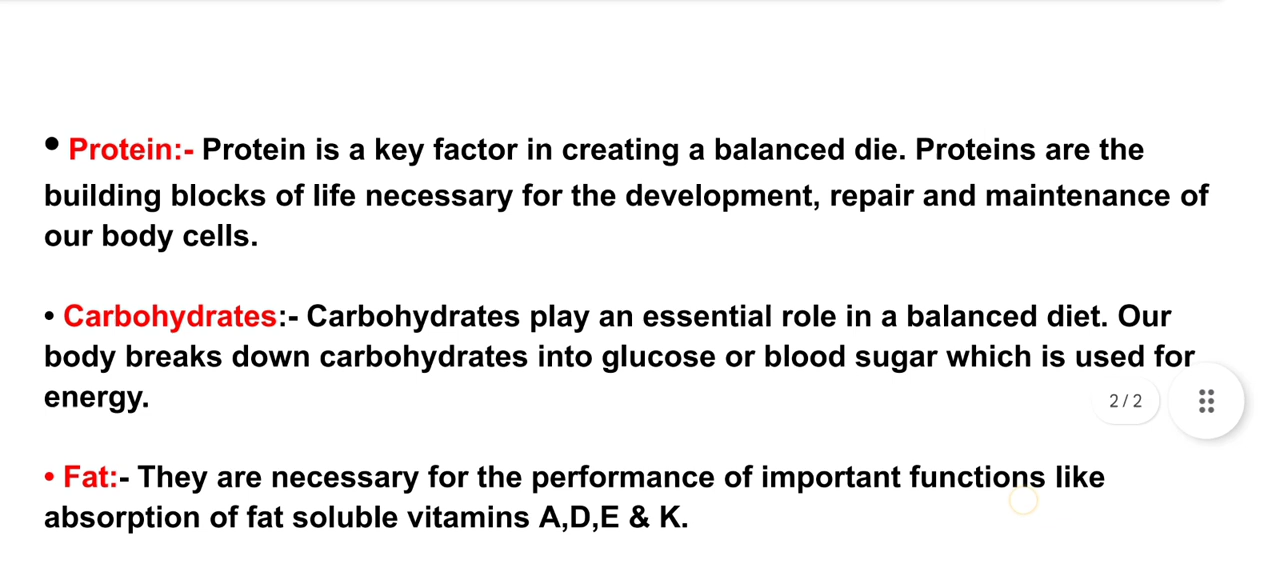 • Protein:- Protein is a key factor in creating a balanced die. Proteins are the
building blocks of life necessary for the development, repair and maintenance of
our body cells.
• Carbohydrates:- Carbohydrates play an essential role in a balanced diet. Our
body breaks down carbohydrates into glucose or blood sugar which is used for
energy.
2 / 2
• Fat:- They are necessary for the performance of important functions like
absorption of fat soluble vitamins A,D,E & K.